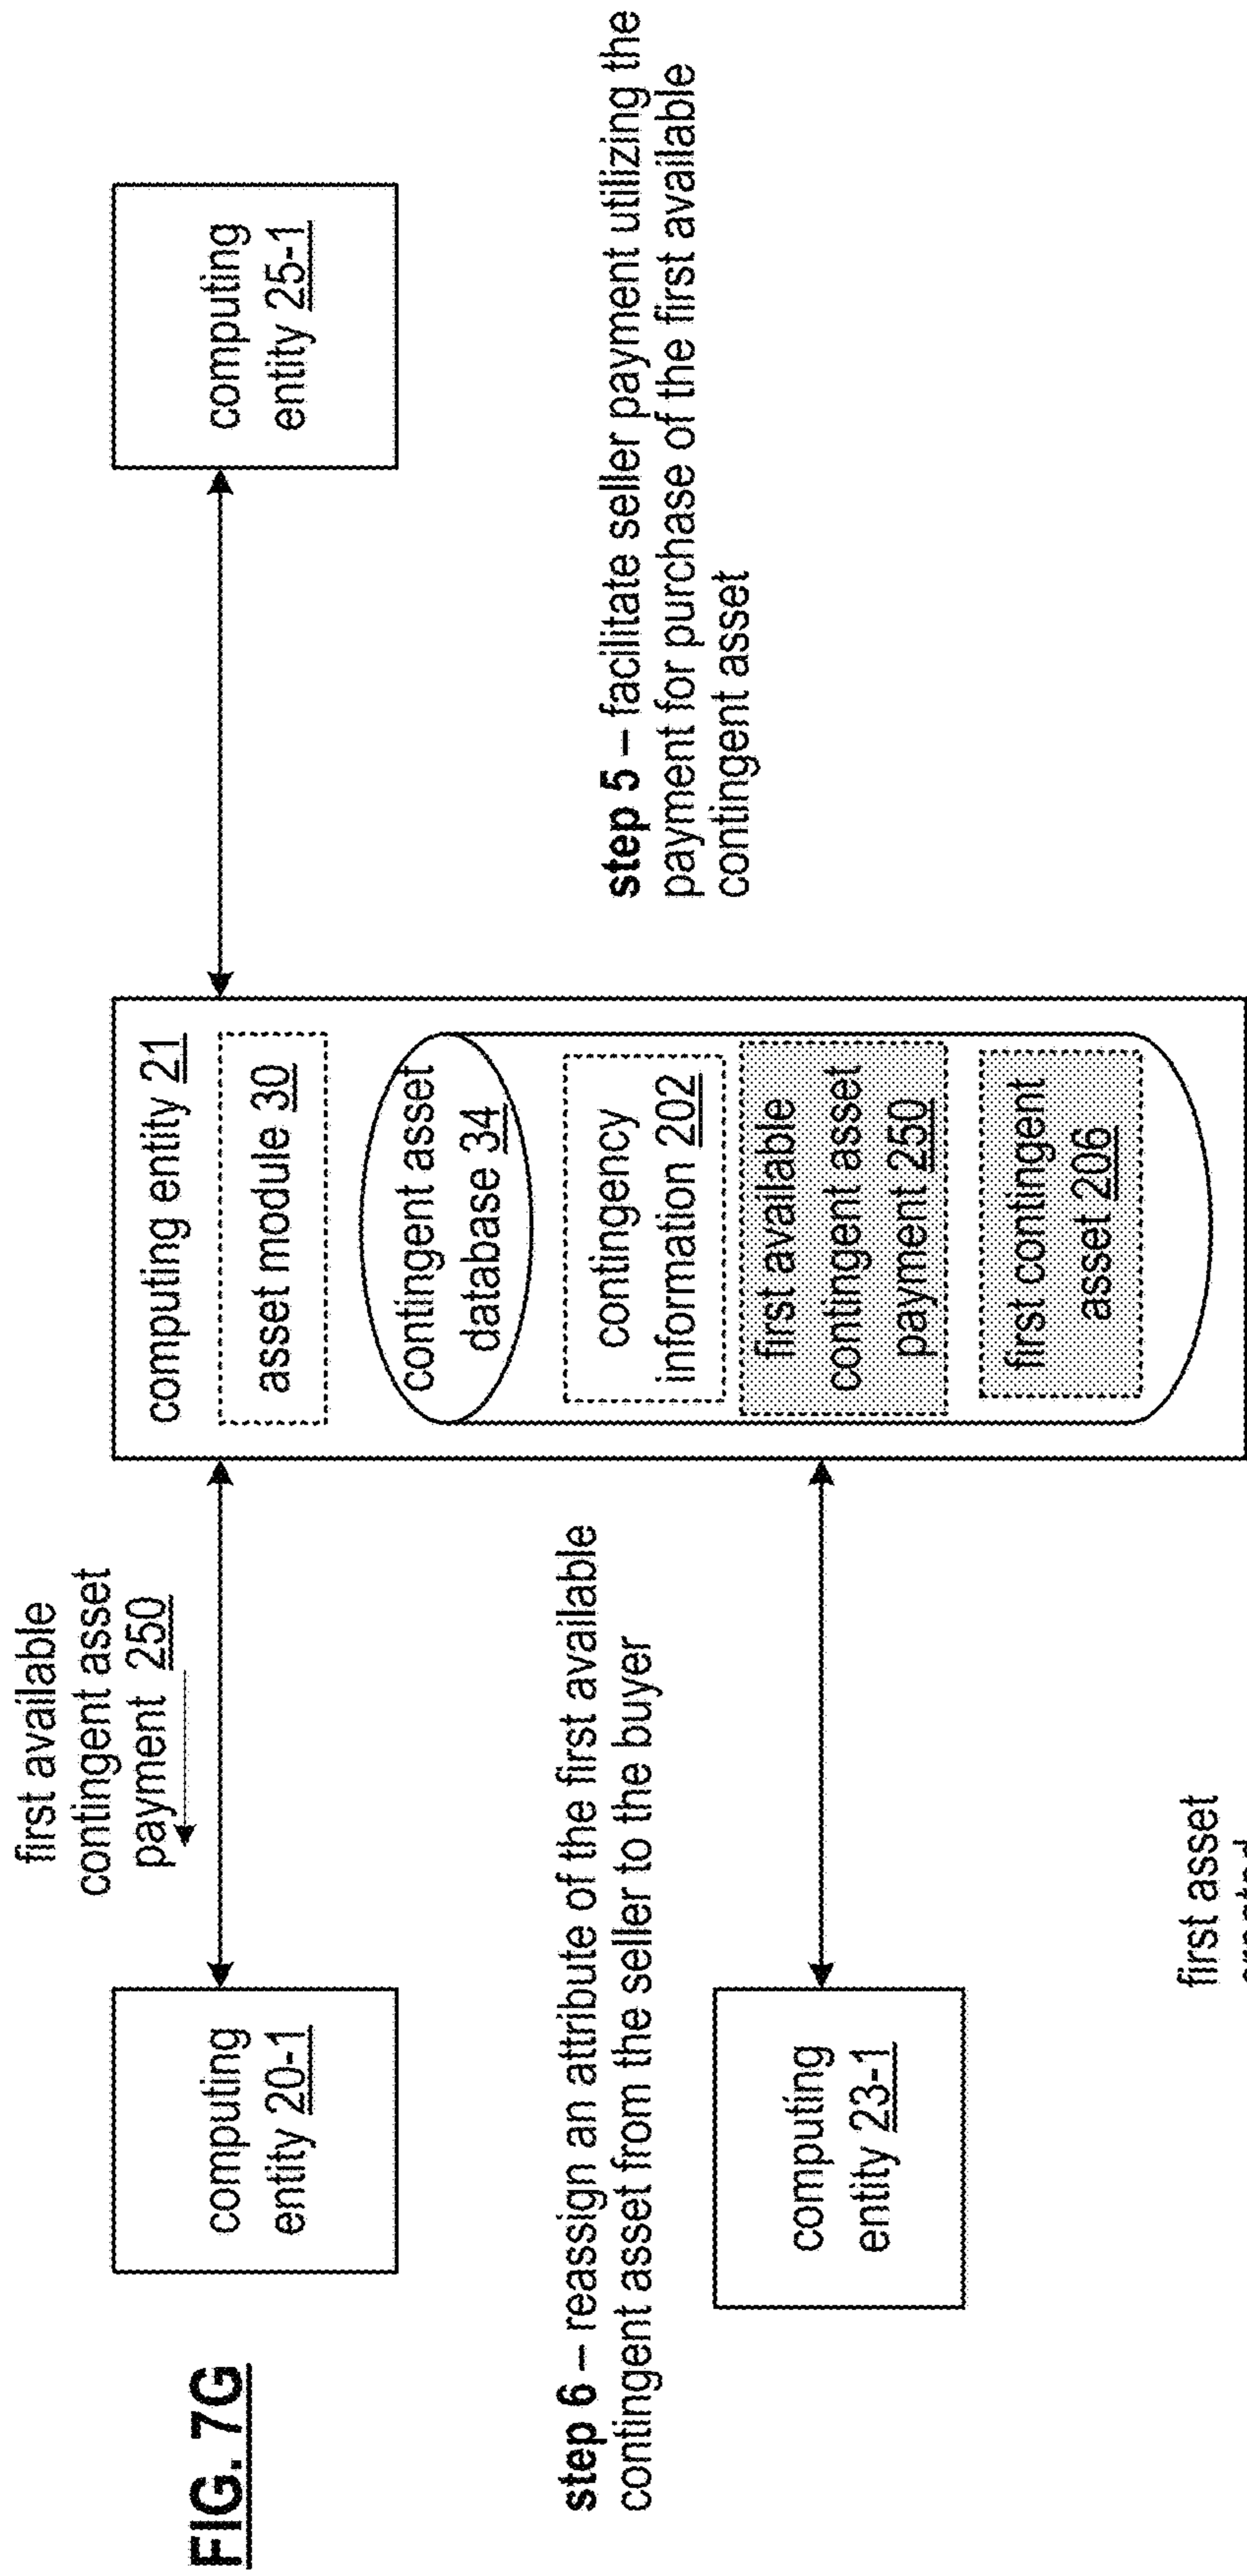 FIG. 7G
first available
contingent asset
payment 250
computing
entity 20-1
computing entity 21
asset module 30
contingent asset
database 34
contingency
information 202
first available
contingent asset
payment 250
first contingent
asset 206
computing
entity 25-1
step 6 – reassign an attribute of the first available
contingent asset from the seller to the buyer
step 5 – facilitate seller payment utilizing the
payment for purchase of the first available
contingent asset
computing
entity 23-1
first asset